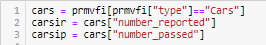 1 cars = prmvfi[prmvfi["type"]=="Cars"]
2 carsir = cars["number_reported"]
3 carsip = cars["number_passed"]